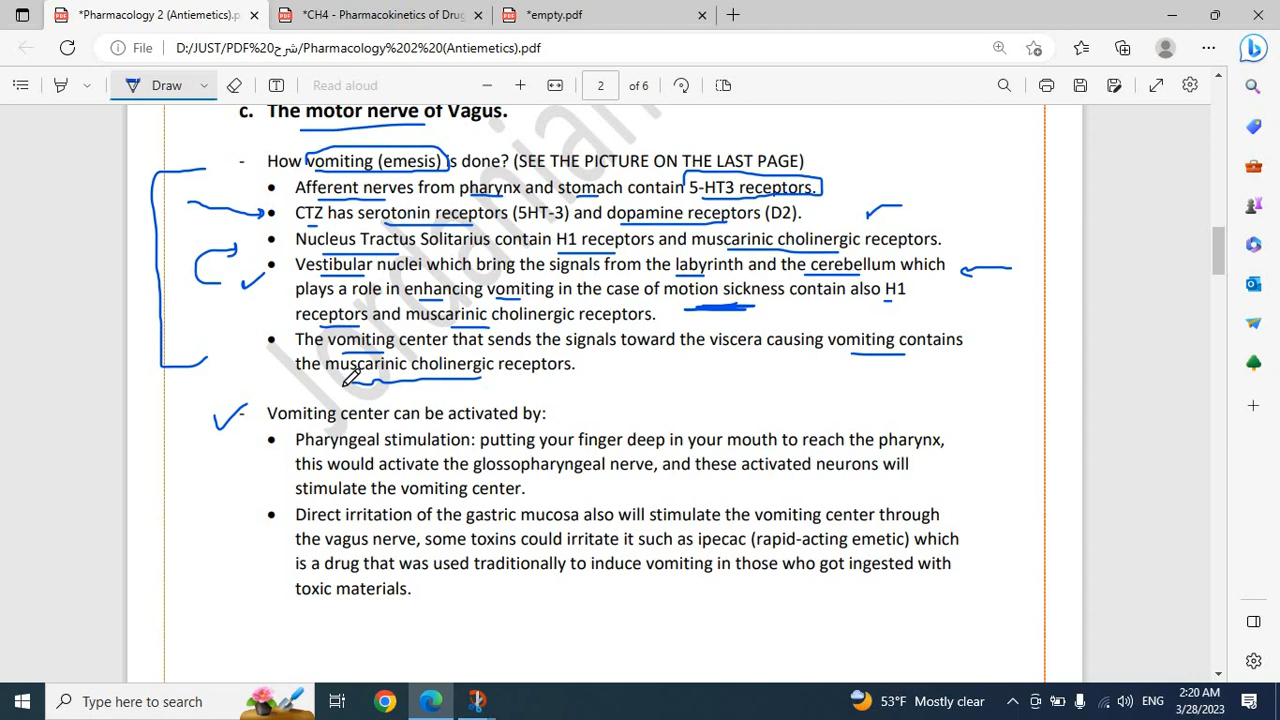 *Pharmacology 2 (Antiemetics).p
*CH4 - Pharmacokinetics of Drug
*empty.pdf
File
D:/JUST/PDF%20شرح/Pharmacology%202%20(Antiemetics).pdf
Draw
Read aloud
2 of 6
c. The motor nerve of Vagus.
- How vomiting (emesis) is done? (SEE THE PICTURE ON THE LAST PAGE)
• Afferent nerves from pharynx and stomach contain 5-HT3 receptors.
• CTZ has serotonin receptors (5HT-3) and dopamine receptors (D2).
• Nucleus Tractus Solitarius contain H1 receptors and muscarinic cholinergic receptors.
• Vestibular nuclei which bring the signals from the labyrinth and the cerebellum which
plays a role in enhancing vomiting in the case of motion sickness contain also H1
receptors and muscarinic cholinergic receptors.
• The vomiting center that sends the signals toward the viscera causing vomiting contains
the muscarinic cholinergic receptors.
- Vomiting center can be activated by:
• Pharyngeal stimulation: putting your finger deep in your mouth to reach the pharynx,
this would activate the glossopharyngeal nerve, and these activated neurons will
stimulate the vomiting center.
• Direct irritation of the gastric mucosa also will stimulate the vomiting center through
the vagus nerve, some toxins could irritate it such as ipecac (rapid-acting emetic) which
is a drug that was used traditionally to induce vomiting in those who got ingested with
toxic materials.
Jordanian
Type here to search
53°F Mostly clear
ENG
2:20 AM
3/28/2023